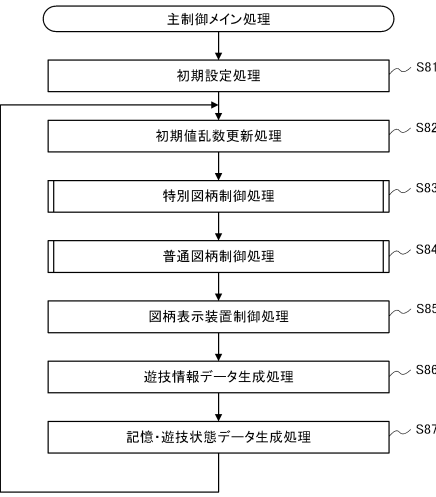 主制御メイン処理
初期設定処理
S81
初期値乱数更新処理
S82
特別図柄制御処理
S83
普通図柄制御処理
S84
図柄表示装置制御処理
S85
遊技情報データ生成処理
S86
記憶・遊技状態データ生成処理
S87